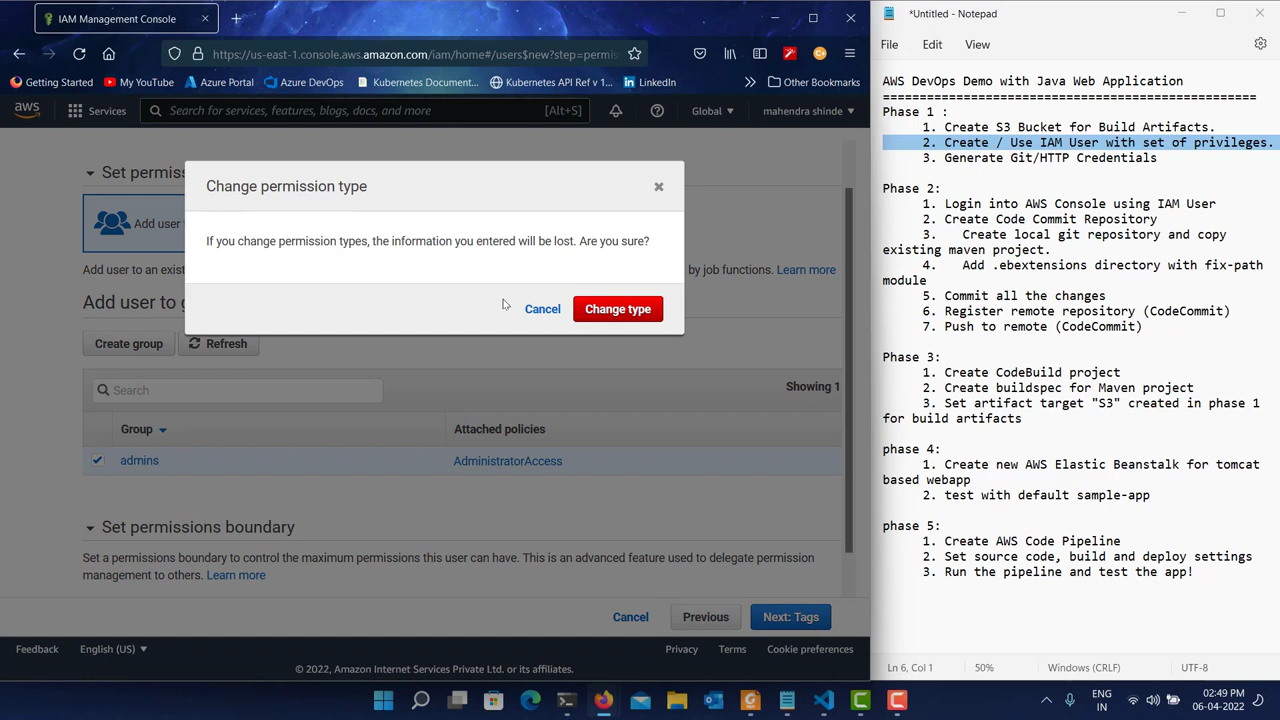 IAM Management Console
https://us-east-1.console.aws.amazon.com/iam/home#/users$new?step=permis
Getting Started
My YouTube
Azure Portal
Azure DevOps
Kubernetes Document...
Kubernetes API Ref v 1...
LinkedIn
Other Bookmarks
aws
Services
Search for services, features, blogs, docs, and more
[Alt+S]
Global
mahendra shinde
Set permis
Change permission type
Add user
If you change permission types, the information you entered will be lost. Are you sure?
Add user to an exist
by job functions. Learn more
Add user to g
Cancel
Change type
Create group
Refresh
Search
Showing 1
Group
Attached policies
admins
AdministratorAccess
Set permissions boundary
Set a permissions boundary to control the maximum permissions this user can have. This is an advanced feature used to delegate permission
management to others. Learn more
Cancel
Previous
Next: Tags
Feedback
English (US)
Privacy
Terms
Cookie preferences
© 2022, Amazon Internet Services Private Ltd. or its affiliates.
*Untitled - Notepad
File
Edit
View
AWS DevOps Demo with Java Web Application
==================================================
Phase 1 :
1. Create S3 Bucket for Build Artifacts.
2. Create / Use IAM User with set of privileges.
3. Generate Git/HTTP Credentials
Phase 2:
1. Login into AWS Console using IAM User
2. Create Code Commit Repository
3. Create local git repository and copy
existing maven project.
4. Add .ebextensions directory with fix-path
module
5. Commit all the changes
6. Register remote repository (CodeCommit)
7. Push to remote (CodeCommit)
Phase 3:
1. Create CodeBuild project
2. Create buildspec for Maven project
3. Set artifact target "S3" created in phase 1
for build artifacts
phase 4:
1. Create new AWS Elastic Beanstalk for tomcat
based webapp
2. test with default sample-app
phase 5:
1. Create AWS Code Pipeline
2. Set source code, build and deploy settings
3. Run the pipeline and test the app!
Ln 6, Col 1
50%
Windows (CRLF)
UTF-8
ENG
IN
02:49 PM
06-04-2022